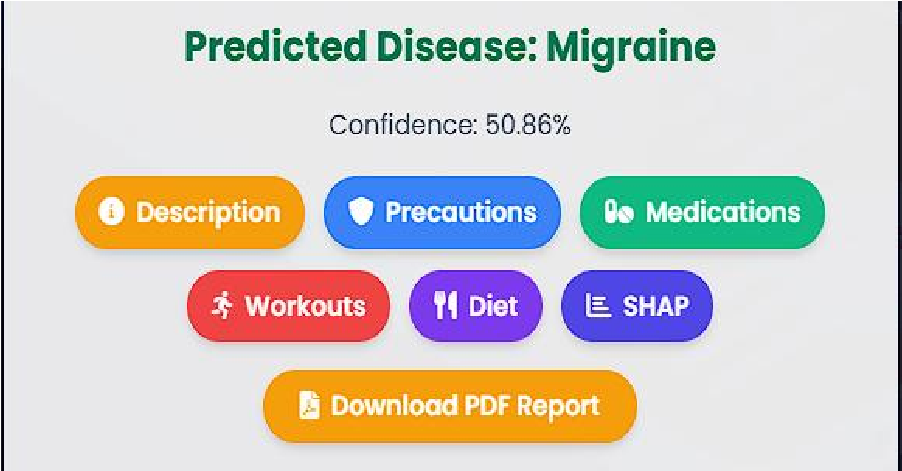 Predicted Disease: Migraine
Confidence: 50.86%
Description Precautions Medications
Workouts Diet SHAP
Download PDF Report